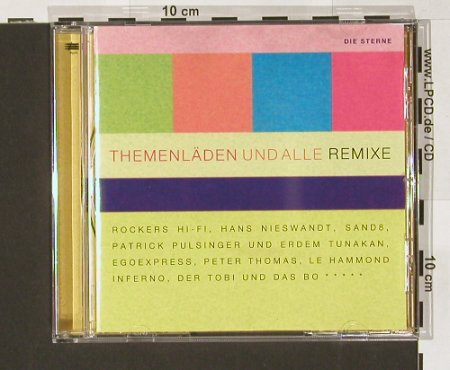 10 cm
DIE STERNE
THEMENLÄDEN UND ALLE REMIXE
ROCKERS HI-FI, HANS NIESWANDT, SAND8,
PATRICK PULSINGER UND ERDEM TUNAKAN,
EGOEXPRESS, PETER THOMAS, LE HAMMOND
INFERNO, DER TOBI UND DAS BO *****
www.LPCD.de / CD
10 cm